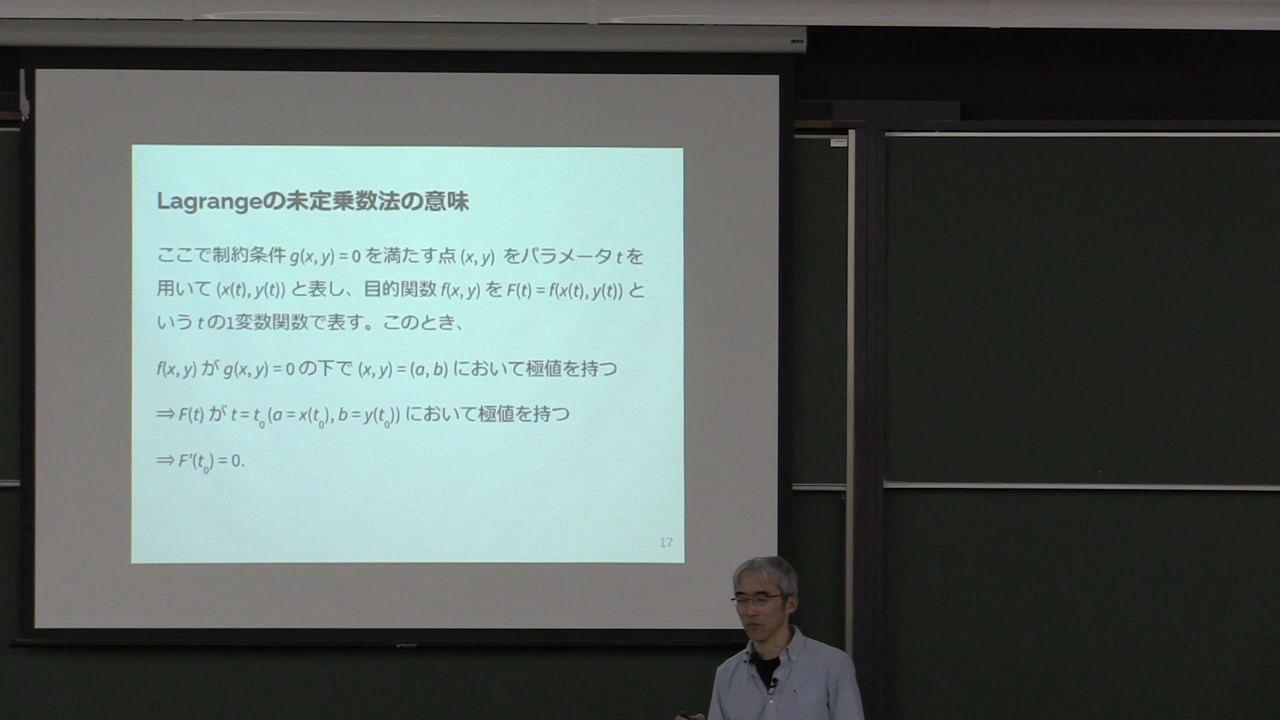 Lagrangeの未定乗数法の意味
ここで制約条件 g(x, y) = 0 を満たす点 (x, y) をパラメータ t を
用いて (x(t), y(t)) と表し、目的関数 f(x, y) を F(t) = f(x(t), y(t)) と
いう t の1変数関数で表す。このとき、
f(x, y) が g(x, y) = 0 の下で (x, y) = (a, b) において極値を持つ
⇒ F(t) が t = t₀ (a = x(t₀), b = y(t₀)) において極値を持つ
⇒ F'(t₀) = 0.
17